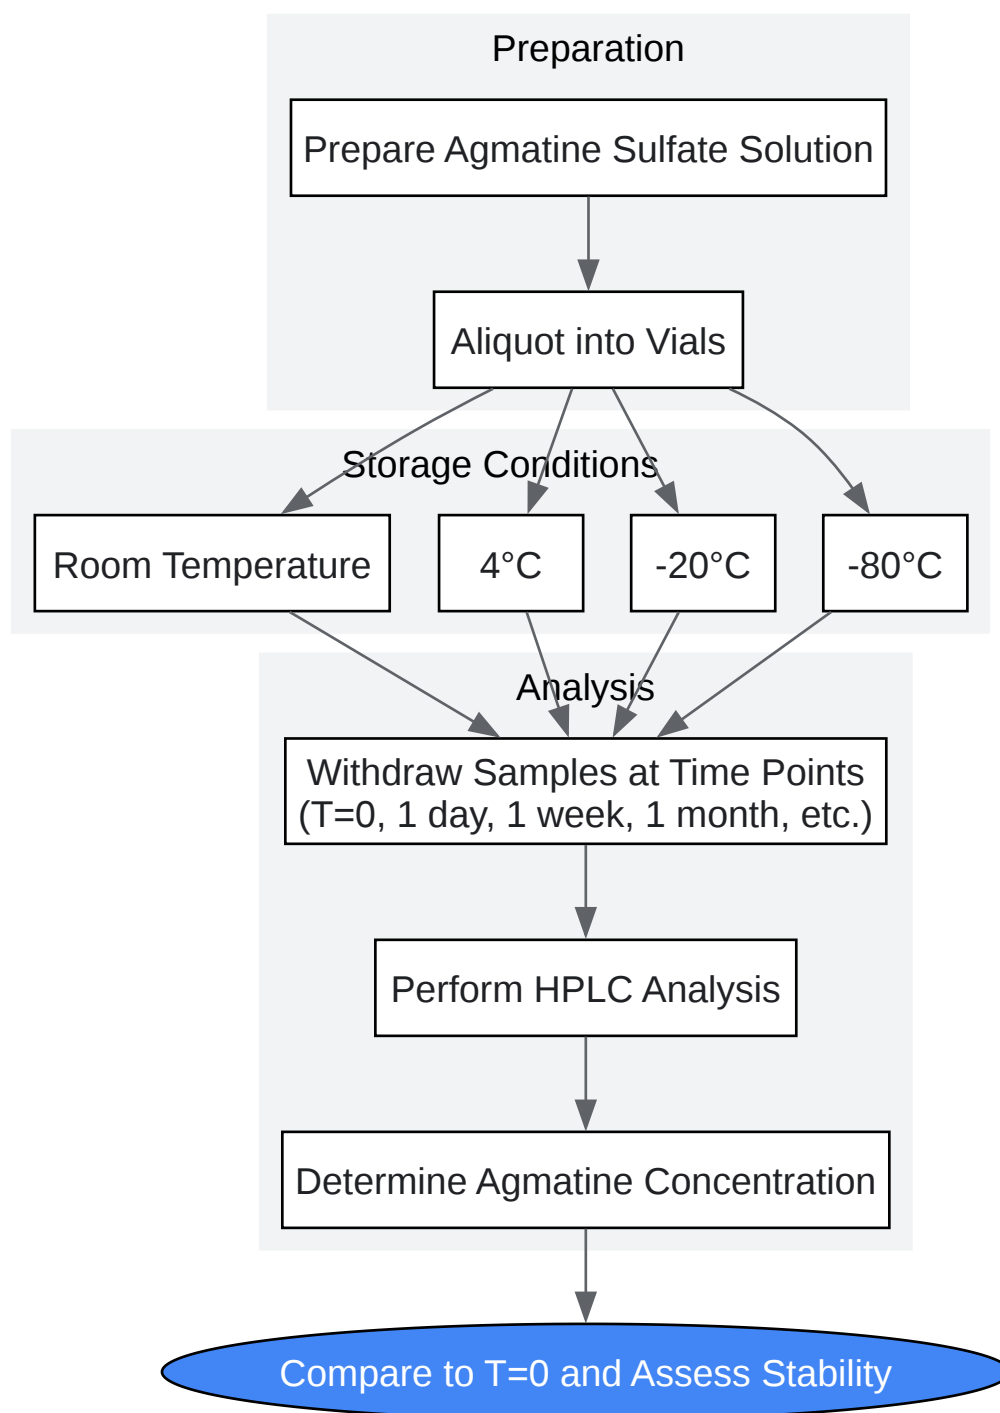 Preparation
Prepare Agmatine Sulfate Solution
Aliquot into Vials
Storage Conditions
Room Temperature
4°C
-20°C
-80°C
Analysis
Withdraw Samples at Time Points
(T=0, 1 day, 1 week, 1 month, etc.)
Perform HPLC Analysis
Determine Agmatine Concentration
Compare to T=0 and Assess Stability